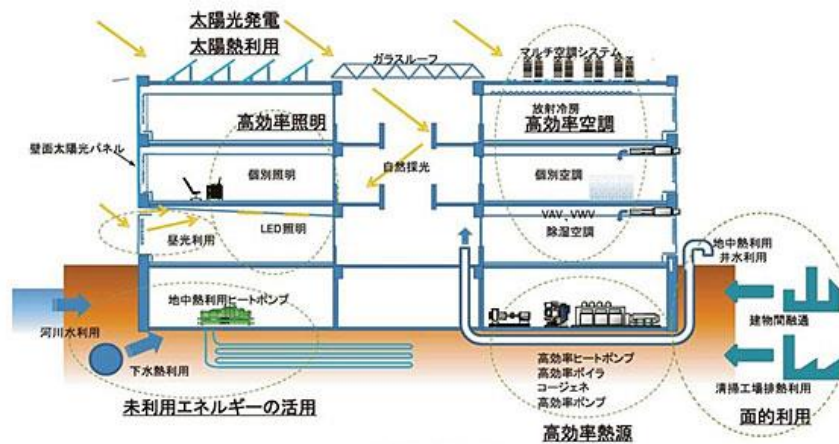 太陽光発電
太陽熱利用
ガラスルーフ
マルチ空調システム
放射冷房
高効率照明
高効率空調
壁面太陽光パネル
個別照明
自然採光
個別空調
VAV、VWV
LED照明
除湿空調
昼光利用
地中熱利用
井水利用
地中熱利用ヒートポンプ
河川水利用
建物間融通
下水熱利用
高効率ヒートポンプ
高効率ボイラ
コージェネ
高効率ポンプ
清掃工場排熱利用
未利用エネルギーの活用
高効率熱源
面的利用